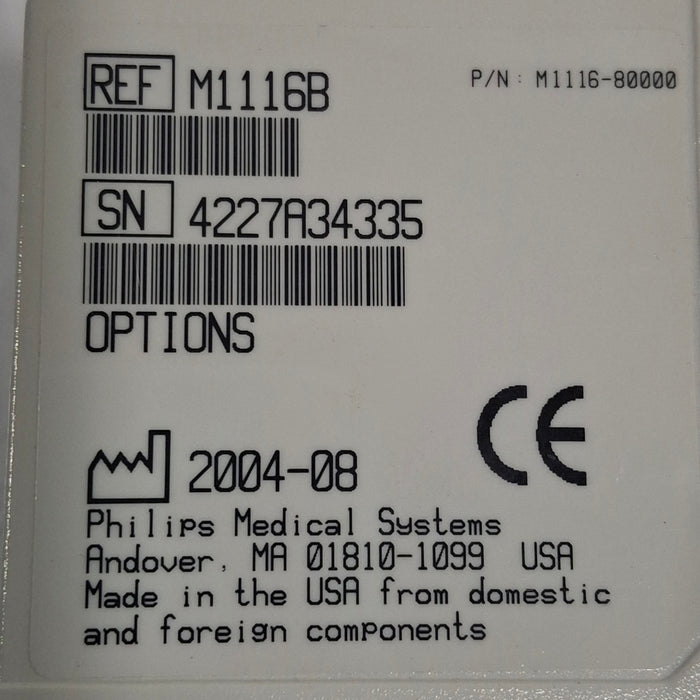 REF M1116B
P/N: M1116-80000
SN 4227A34335
OPTIONS
CE
2004-08
Philips Medical Systems
Andover, MA 01810-1099 USA
Made in the USA from domestic
and foreign components